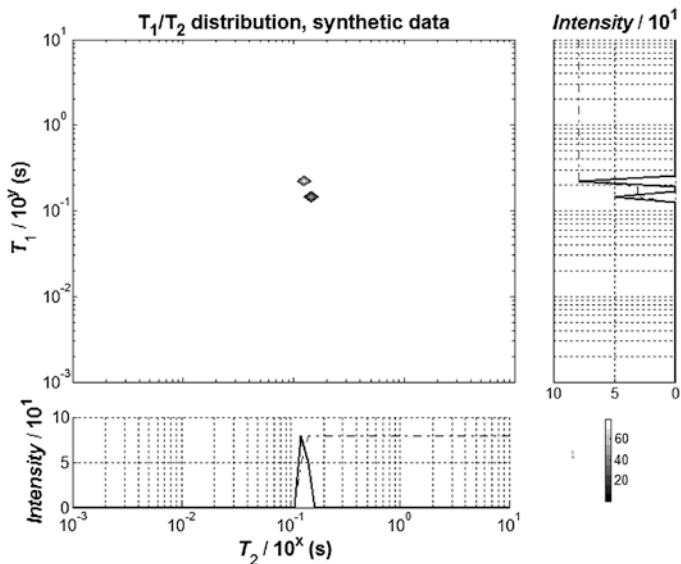 T1/T2 distribution, synthetic data
Intensity / 10^1
10^1
10^0
10^-1
10^-2
10^-3
T1 / 10^y (s)
10 5 0
10
5
0
Intensity / 10^1
10^-3 10^-2 10^-1 10^0 10^1
T2 / 10^x (s)
60
40
20